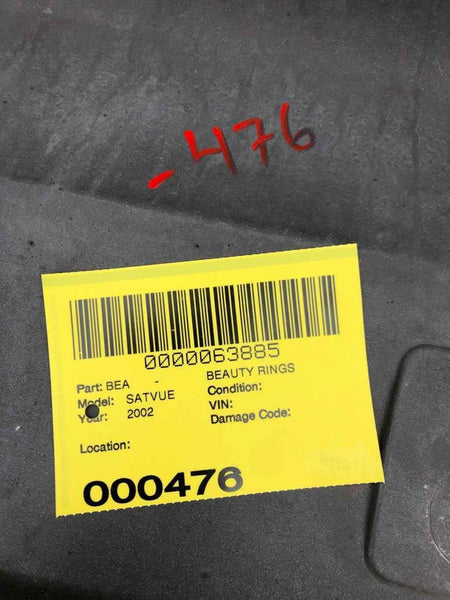 -476
0000063885
Part: BEA - BEAUTY RINGS
Model: SATVUE Condition:
Year: 2002 VIN:
Damage Code:
Location:
000476